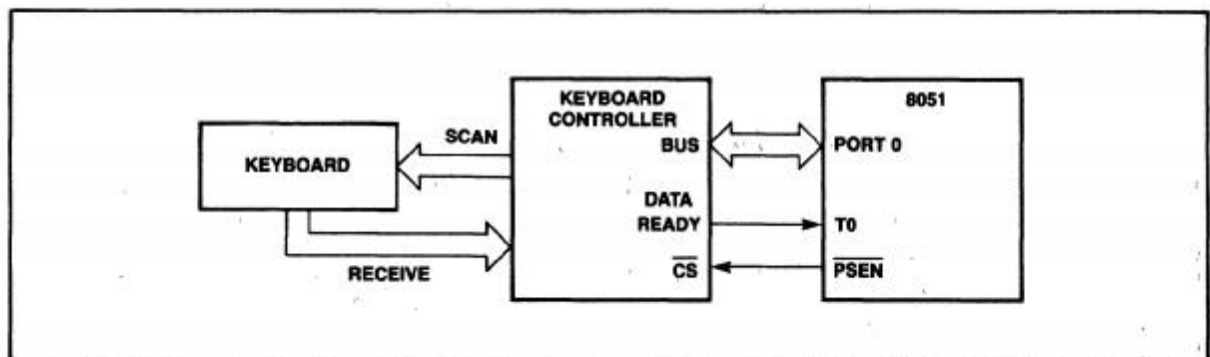 KEYBOARD
SCAN
RECEIVE
KEYBOARD
CONTROLLER
BUS
DATA
READY
CS
8051
PORT 0
T0
PSEN